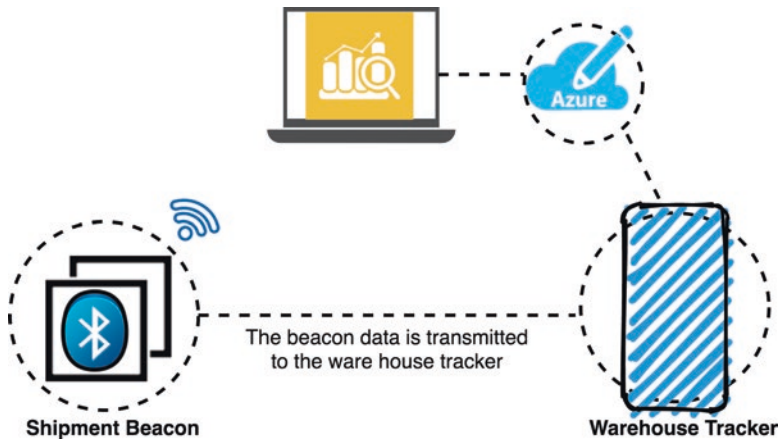 Azure
The beacon data is transmitted
to the ware house tracker
Shipment Beacon
Warehouse Tracker